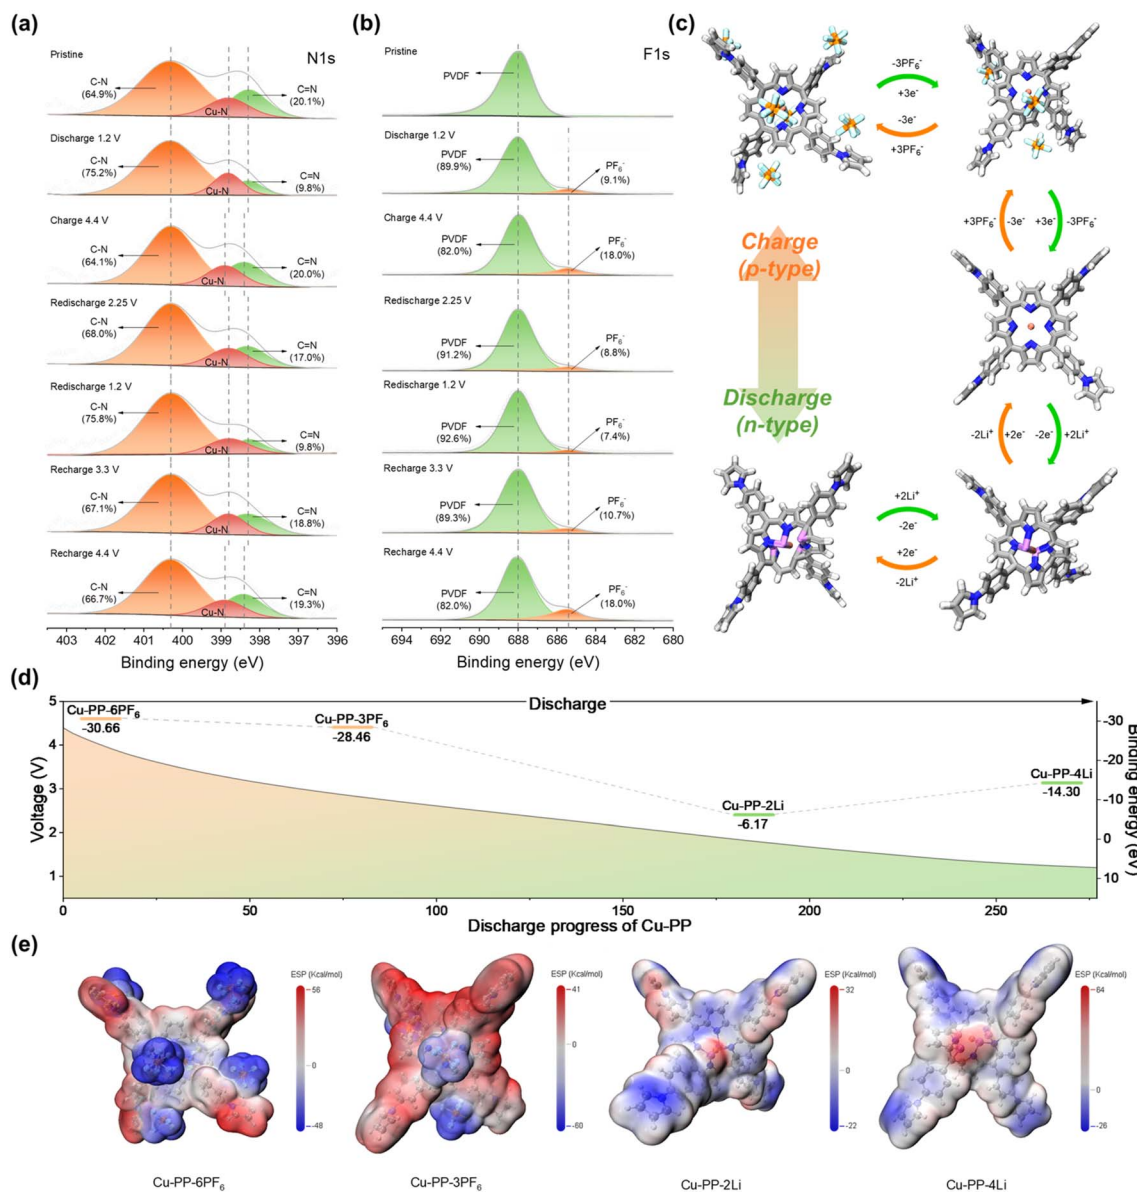 (a)
N1s
Pristine
C-N
(64.9%)
Cu-N
C=N
(20.1%)
Discharge 1.2 V
C-N
(75.2%)
Cu-N
C=N
(9.8%)
Charge 4.4 V
C-N
(64.1%)
Cu-N
C=N
(20.0%)
Redischarge 2.25 V
C-N
(68.0%)
Cu-N
C=N
(17.0%)
Redischarge 1.2 V
C-N
(75.8%)
Cu-N
C=N
(9.8%)
Recharge 3.3 V
C-N
(67.1%)
Cu-N
C=N
(18.8%)
Recharge 4.4 V
C-N
(66.7%)
Cu-N
C=N
(19.3%)
403 402 401 400 399 398 397 396
Binding energy (eV)
(b)
F1s
Pristine
PVDF
Discharge 1.2 V
PVDF
(89.9%)
PF₆⁻
(9.1%)
Charge 4.4 V
PVDF
(82.0%)
PF₆⁻
(18.0%)
Redischarge 2.25 V
PVDF
(91.2%)
PF₆⁻
(8.8%)
Redischarge 1.2 V
PVDF
(92.6%)
PF₆⁻
(7.4%)
Recharge 3.3 V
PVDF
(89.3%)
PF₆⁻
(10.7%)
Recharge 4.4 V
PVDF
(82.0%)
PF₆⁻
(18.0%)
694 692 690 688 686 684 682 680
Binding energy (eV)
(c)
-3PF₆⁻
+3e⁻
-3e⁻
+3PF₆⁻
+3PF₆⁻ -3e⁻ +3e⁻ -3PF₆⁻
Charge
(p-type)
Discharge
(n-type)
-2Li⁺ +2e⁻ -2e⁻ +2Li⁺
+2Li⁺
-2e⁻
+2e⁻
-2Li⁺
(d)
Discharge
Cu-PP-6PF₆
-30.66
Cu-PP-3PF₆
-28.46
Cu-PP-2Li
-6.17
Cu-PP-4Li
-14.30
5
4
3
2
1
Voltage (V)
-30
-20
-10
0
10
Binding energy (eV)
0 50 100 150 200 250
Discharge progress of Cu-PP
(e)
ESP (Kcal/mol)
56
0
-48
Cu-PP-6PF₆
ESP (Kcal/mol)
41
0
-60
Cu-PP-3PF₆
ESP (Kcal/mol)
32
0
-22
Cu-PP-2Li
ESP (Kcal/mol)
64
0
-26
Cu-PP-4Li